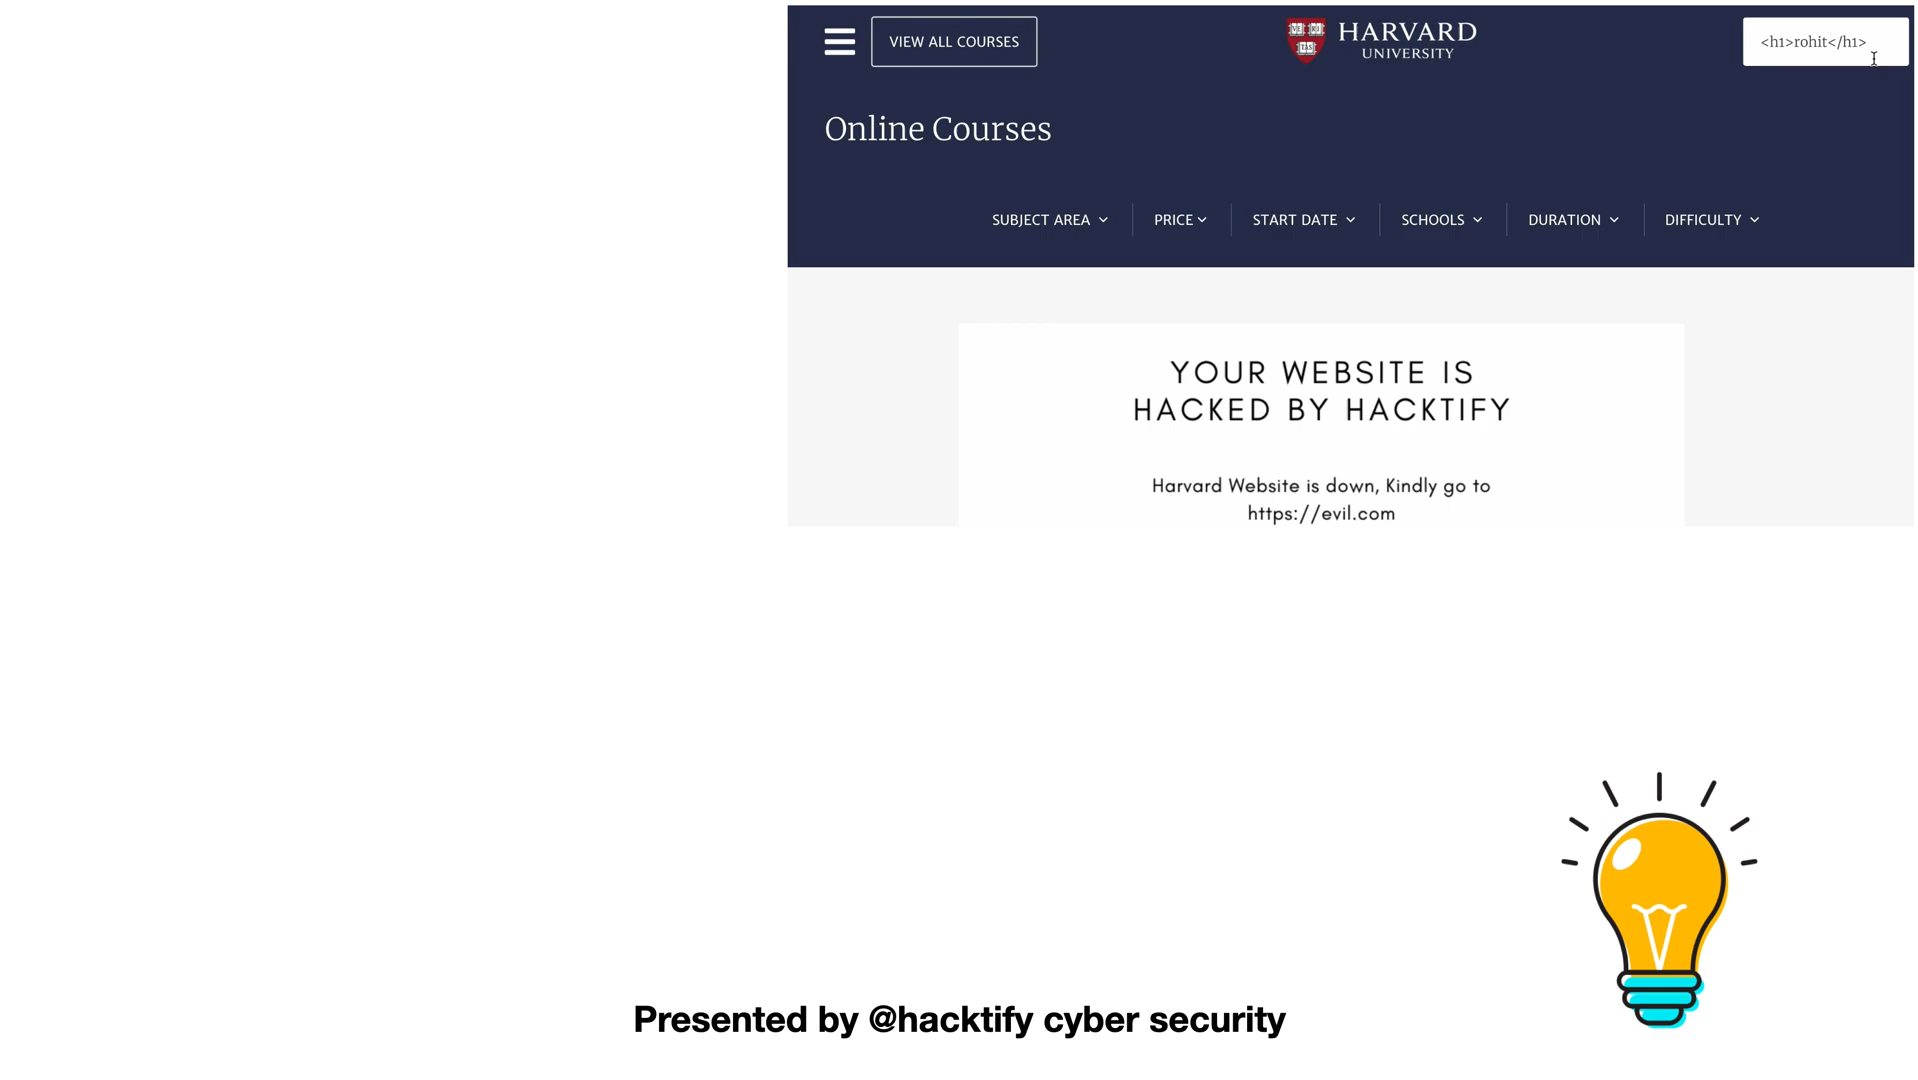 VIEW ALL COURSES
HARVARD
UNIVERSITY
<h1>rohit</h1>
Online Courses
SUBJECT AREA
PRICE
START DATE
SCHOOLS
DURATION
DIFFICULTY
YOUR WEBSITE IS
HACKED BY HACKTIFY
Harvard Website is down, Kindly go to
https://evil.com
Presented by @hacktify cyber security